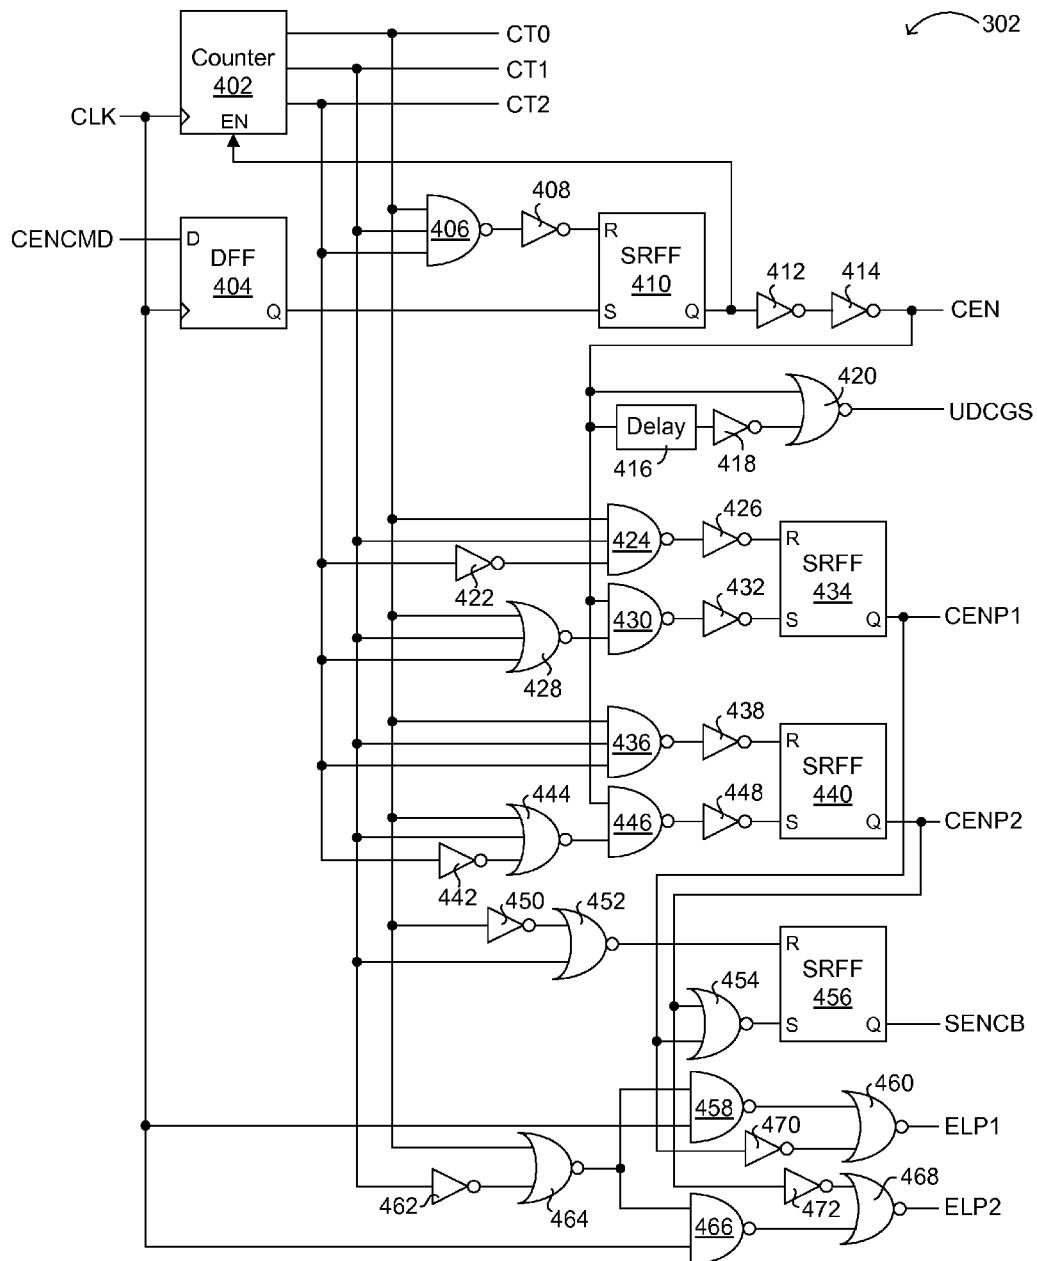 302
CT0
Counter
CT1
402
CT2
CLK
EN
408
CENCMD
D
406
R
DFF
SRFF
404
410
412
414
Q
S
Q
CEN
420
Delay
UDCGS
416
418
426
424
R
SRFF
422
432
434
430
S
Q
CENP1
428
438
436
R
SRFF
444
448
440
446
S
Q
CENP2
442
450
452
R
SRFF
454
456
S
Q
SENCB
460
458
470
ELP1
462
464
472
468
ELP2
466